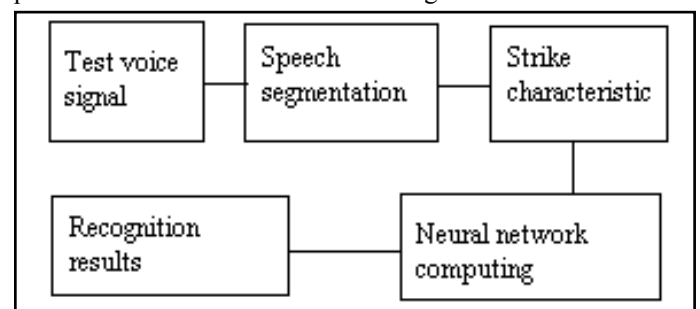 Test voice
signal
Speech
segmentation
Strike
characteristic
Recognition
results
Neural network
computing